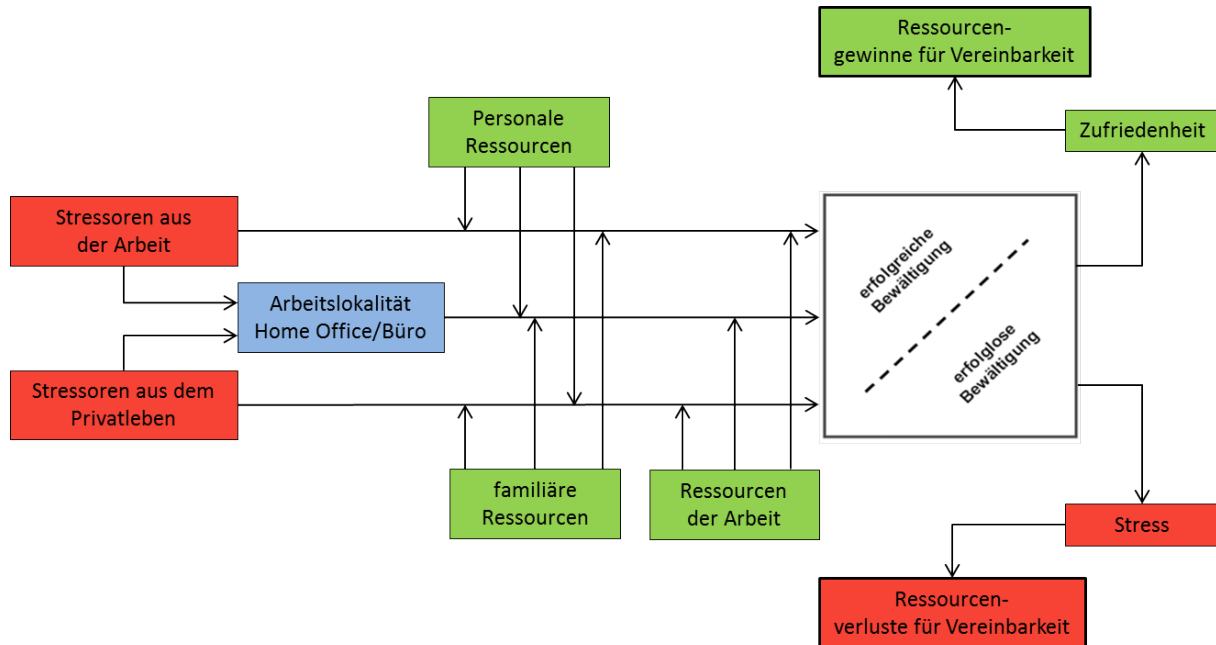 Ressourcen-
gewinne für Vereinbarkeit
Personale
Ressourcen
Zufriedenheit
Stressoren aus
der Arbeit
erfolgreiche
Bewältigung
Arbeitslokalität
Home Office/Büro
erfolglose
Bewältigung
Stressoren aus dem
Privatleben
familiäre
Ressourcen
Ressourcen
der Arbeit
Stress
Ressourcen-
verluste für Vereinbarkeit